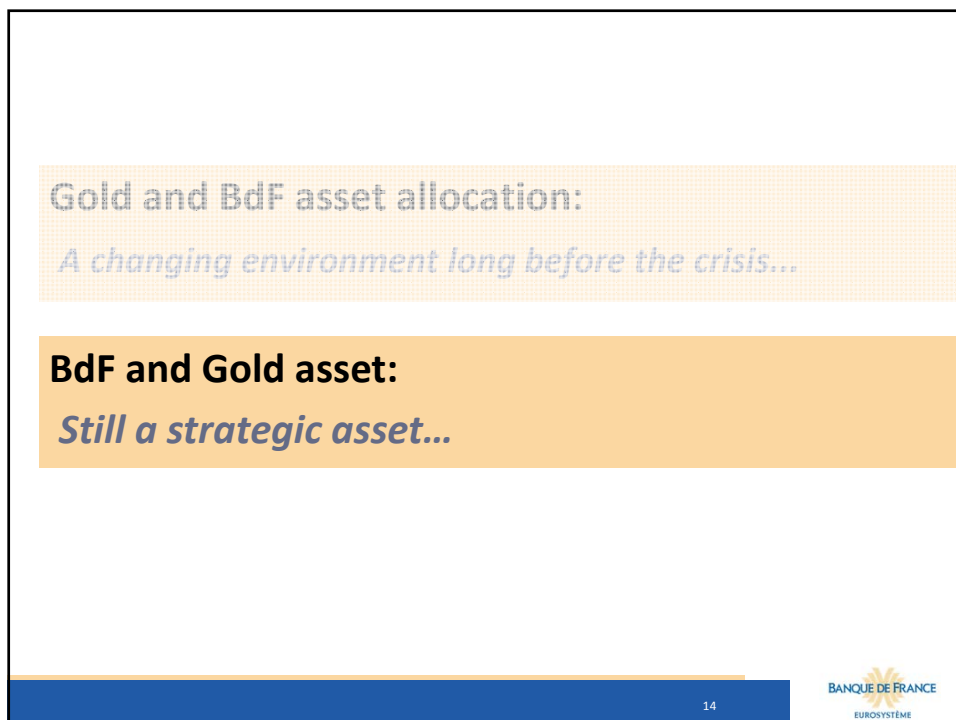 Gold and BdF asset allocation:
A changing environment long before the crisis...
BdF and Gold asset:
Still a strategic asset…
14
BANQUE DE FRANCE
EUROSYSTÈME